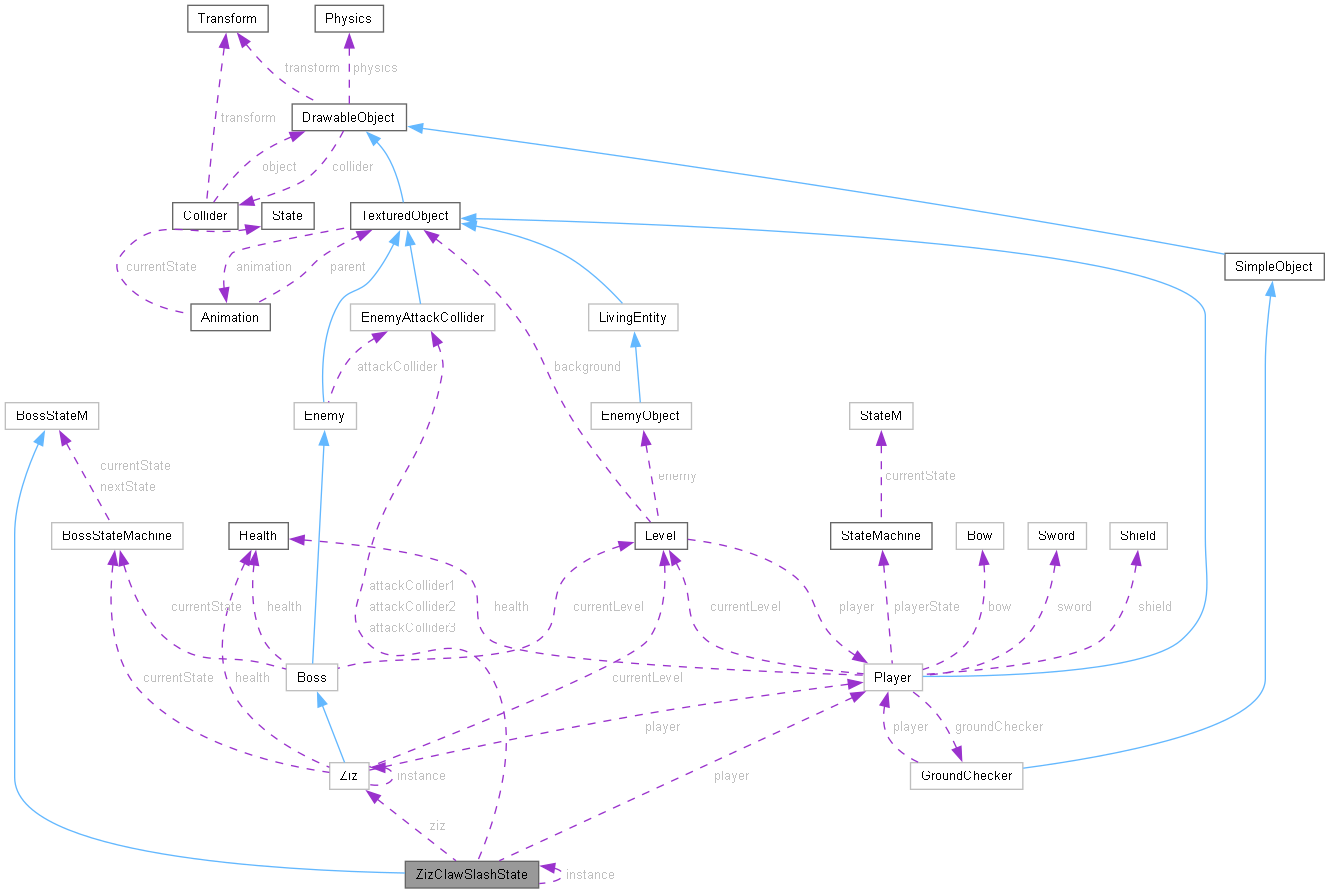 Transform
Physics
transform
physics
DrawableObject
transform
object
collider
Collider
State
TexturedObject
currentState
animation
parent
SimpleObject
Animation
EnemyAttackCollider
LivingEntity
attackCollider
background
BossStateM
Enemy
EnemyObject
StateM
currentState
nextState
enemy
currentState
BossStateMachine
Health
Level
StateMachine
Bow
Sword
Shield
attackCollider1
attackCollider2
attackCollider3
currentState
health
health
currentLevel
currentLevel
player
playerState
bow
sword
shield
currentState
health
Boss
currentLevel
Player
player
player
groundChecker
Ziz
instance
player
GroundChecker
ziz
ZizClawSlashState
instance